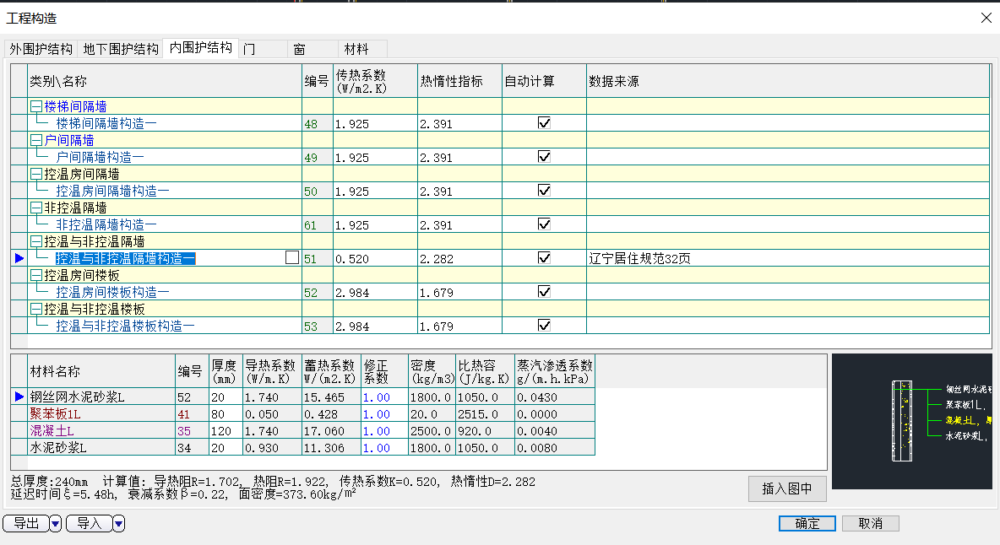 工程构造
外围护结构 地下围护结构 内围护结构 门 窗 材料
类别\名称 编号 传热系数 (W/m2.K) 热惰性指标 自动计算 数据来源
楼梯间隔墙
楼梯间隔墙构造一 48 1.925 2.391
户间隔墙
户间隔墙构造一 49 1.925 2.391
控温房间隔墙
控温房间隔墙构造一 50 1.925 2.391
非控温隔墙
非控温隔墙构造一 61 1.925 2.391
控温与非控温隔墙
控温与非控温隔墙构造一 51 0.520 2.282 辽宁居住规范32页
控温房间楼板
控温房间楼板构造一 52 2.984 1.679
控温与非控温楼板
控温与非控温楼板构造一 53 2.984 1.679
材料名称 编号 厚度 (mm) 导热系数 (W/m.K) 蓄热系数 W/(m2.K) 修正系数 密度 (kg/m3) 比热容 (J/kg.K) 蒸汽渗透系数 g/(m.h.kPa)
钢丝网水泥砂浆L 52 20 1.740 15.465 1.00 1800.0 1050.0 0.0430
聚苯板1L 41 80 0.050 0.428 1.00 20.0 2515.0 0.0000
混凝土L 35 120 1.740 17.060 1.00 2500.0 920.0 0.0040
水泥砂浆L 34 20 0.930 11.306 1.00 1800.0 1050.0 0.0080
钢丝网水泥砂
聚苯板1L,
混凝土L,
水泥砂浆L,
总厚度:240mm 计算值: 导热阻R=1.702, 热阻R=1.922, 传热系数K=0.520, 热惰性D=2.282
延迟时间ξ=5.48h, 衰减系数β=0.22, 面密度=373.60kg/m²
插入图中
导出 导入 确定 取消